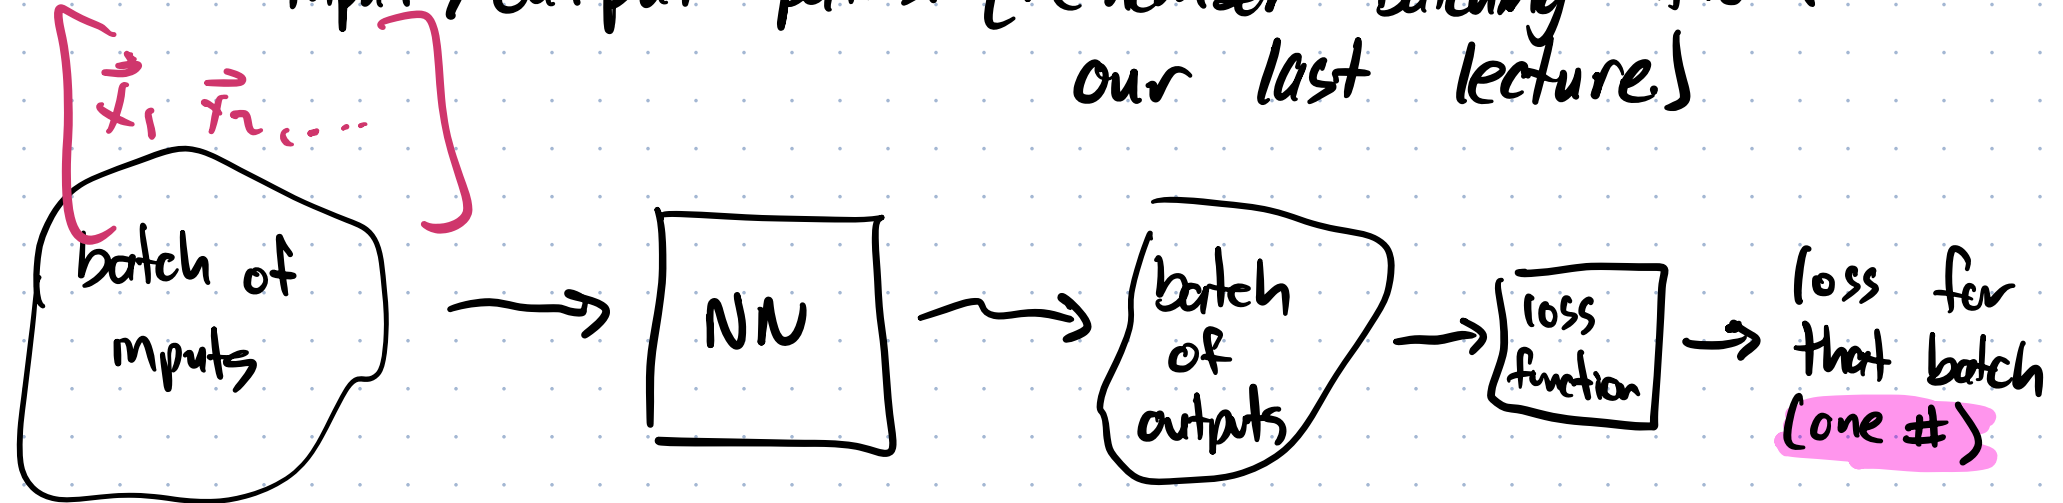 our last lecture)
x⃗₁ x⃗₂, ....
batch of
inputs
NN
batch
of
outputs
loss
function
loss for
that batch
(one #)